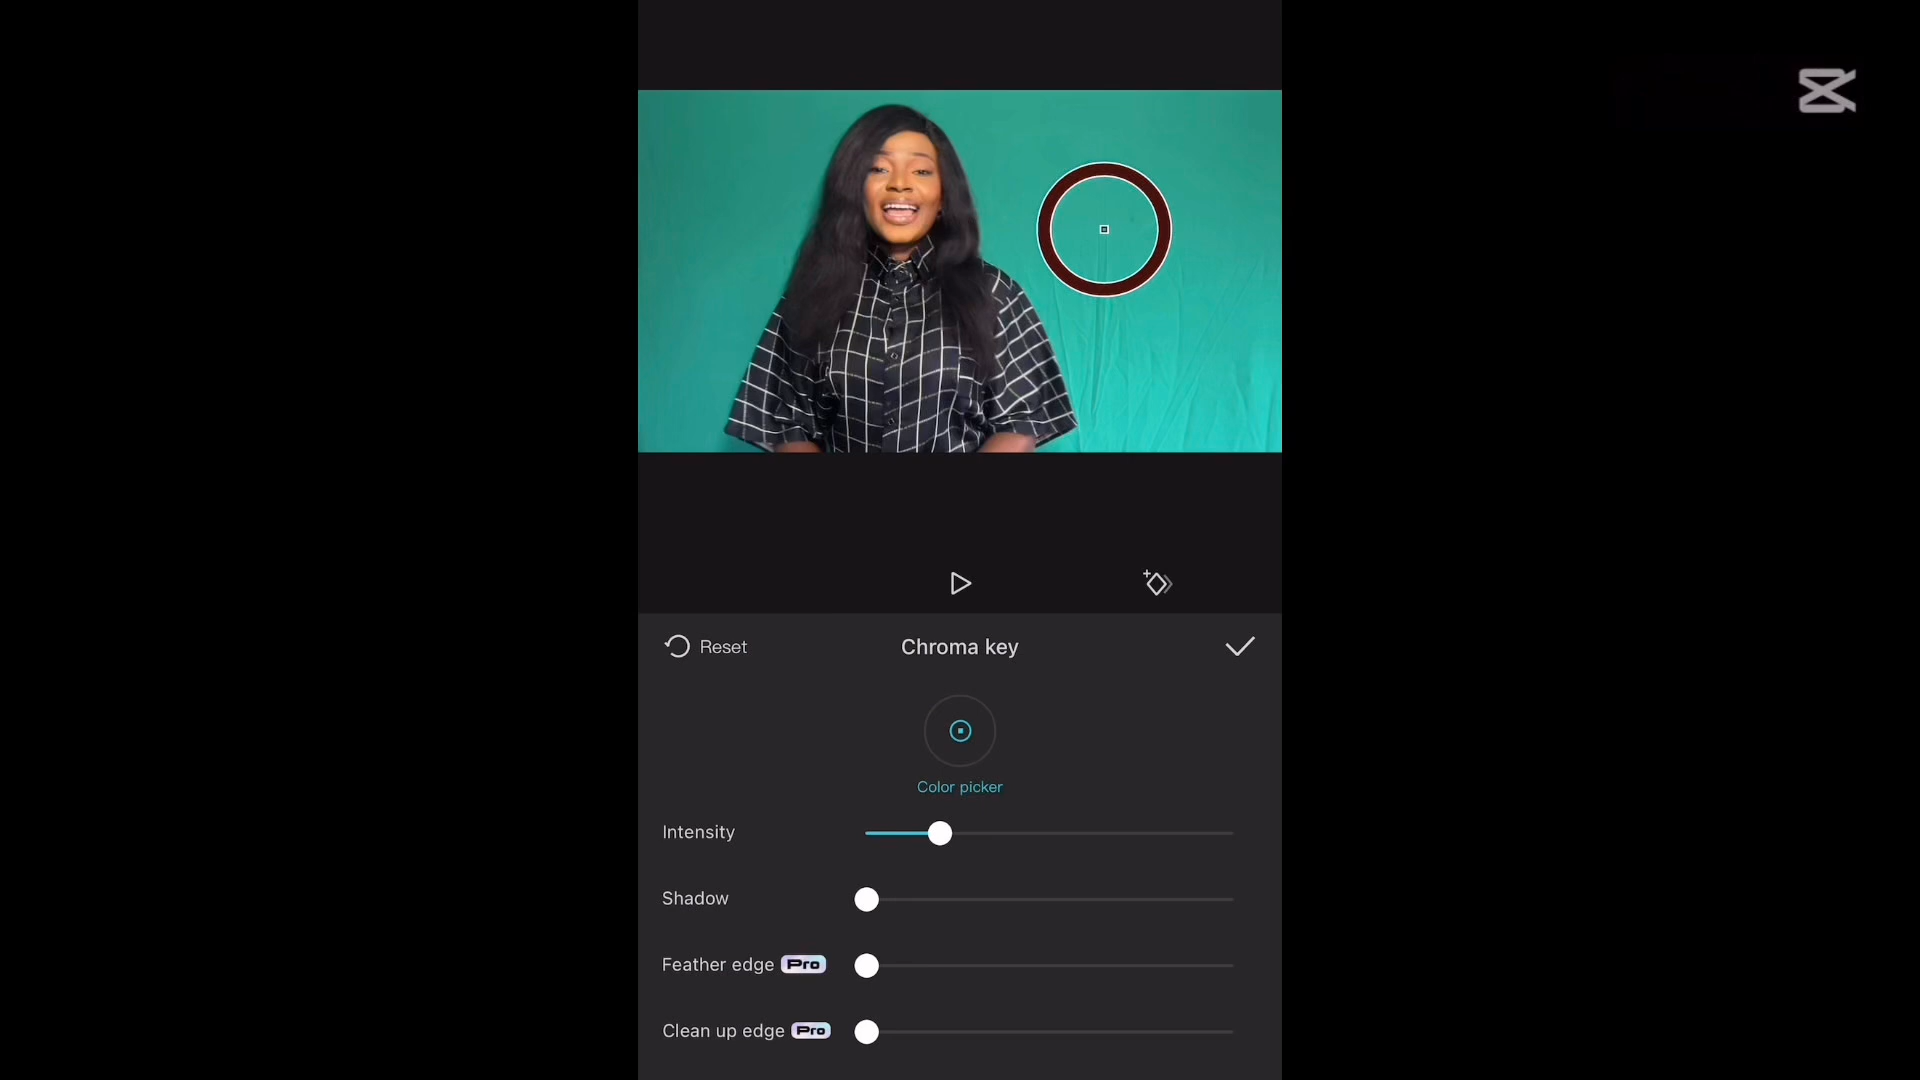 Reset
Chroma key
Color picker
Intensity
Shadow
Feather edge Pro
Clean up edge Pro